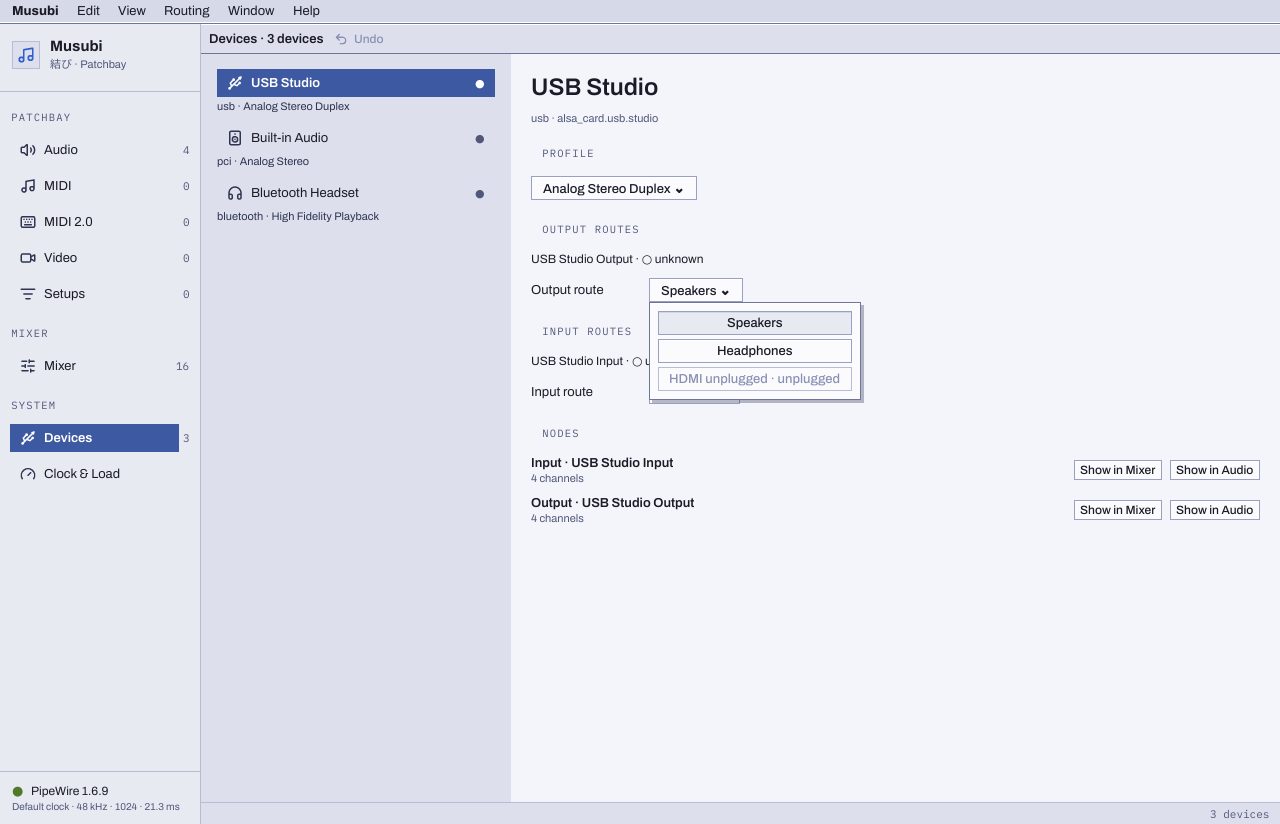 Musubi Edit View Routing Window Help
Musubi
結び · Patchbay
Devices · 3 devices Undo
PATCHBAY
Audio 4
MIDI 0
MIDI 2.0 0
Video 0
Setups 0
MIXER
Mixer 16
SYSTEM
Devices 3
Clock & Load
PipeWire 1.6.9
Default clock · 48 kHz · 1024 · 21.3 ms
USB Studio
usb · Analog Stereo Duplex
Built-in Audio
pci · Analog Stereo
Bluetooth Headset
bluetooth · High Fidelity Playback
USB Studio
usb · alsa_card.usb.studio
PROFILE
Analog Stereo Duplex
OUTPUT ROUTES
USB Studio Output · ○ unknown
Output route Speakers
Speakers
Headphones
HDMI unplugged · unplugged
INPUT ROUTES
USB Studio Input · ○
Input route
NODES
Input · USB Studio Input
4 channels
Show in Mixer Show in Audio
Output · USB Studio Output
4 channels
Show in Mixer Show in Audio
3 devices